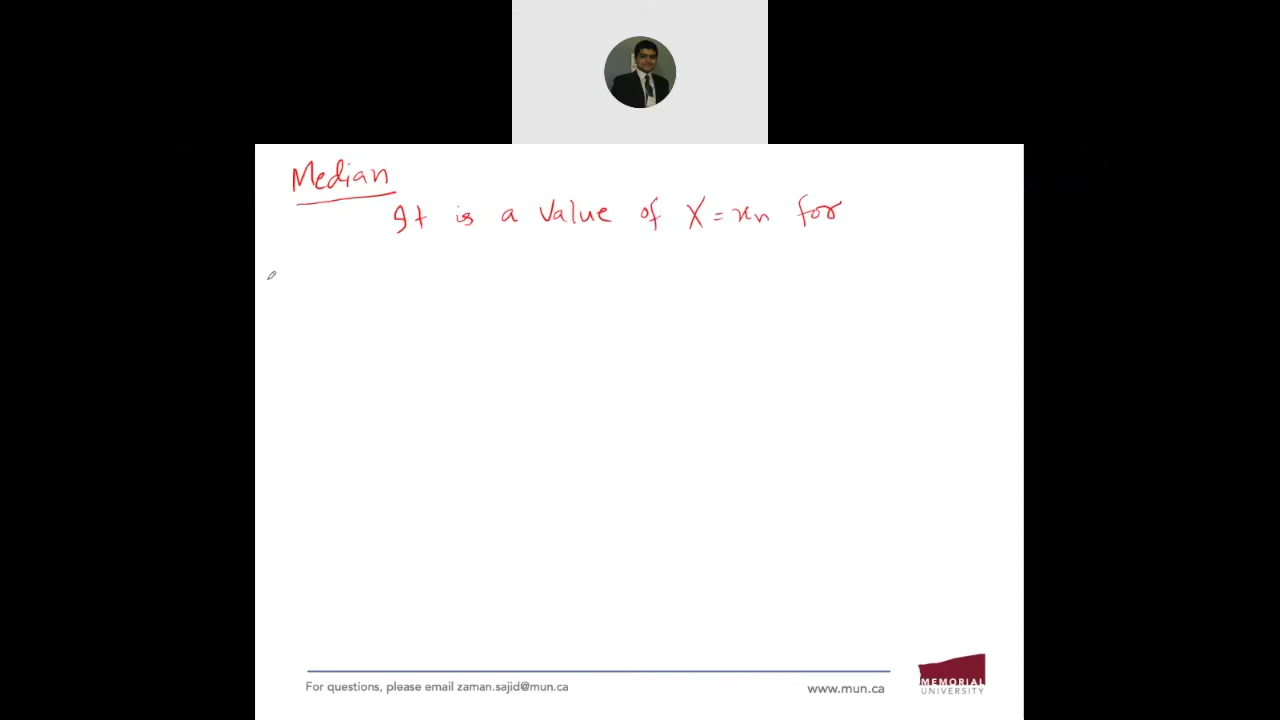 Median
It is a value of X = xn for
For questions, please email zaman.sajid@mun.ca
www.mun.ca
MEMORIAL
UNIVERSITY